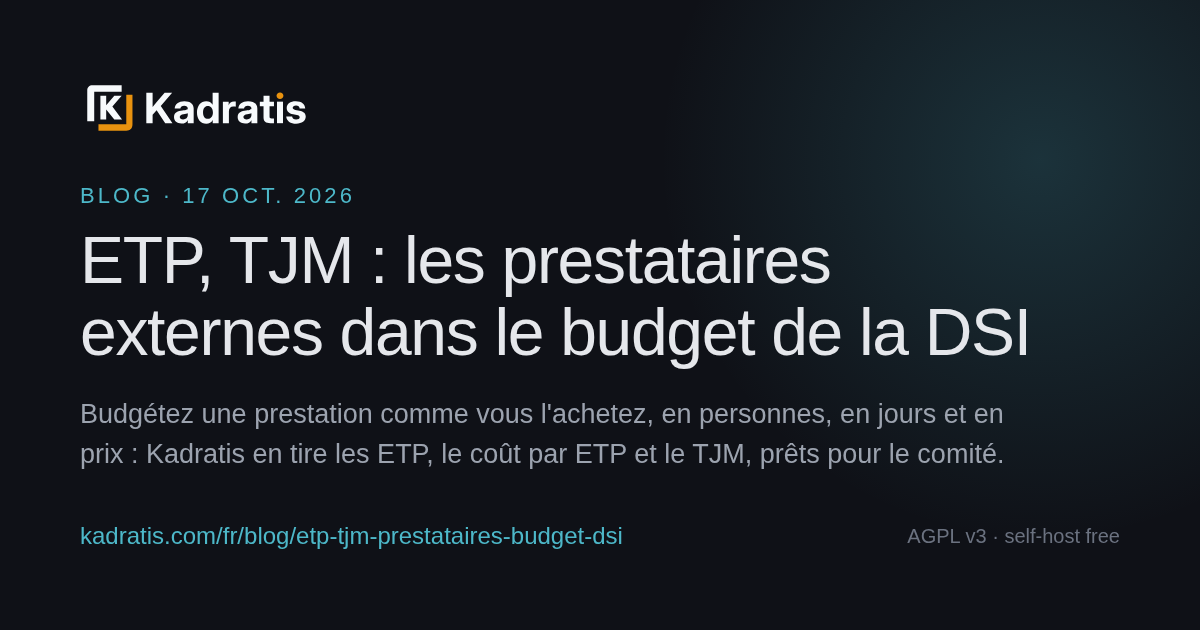 Kadratis
BLOG · 17 OCT. 2026
ETP, TJM : les prestataires
externes dans le budget de la DSI
Budgétez une prestation comme vous l'achetez, en personnes, en jours et en
prix : Kadratis en tire les ETP, le coût par ETP et le TJM, prêts pour le comité.
kadratis.com/fr/blog/etp-tjm-prestataires-budget-dsi
AGPL v3 · self-host free